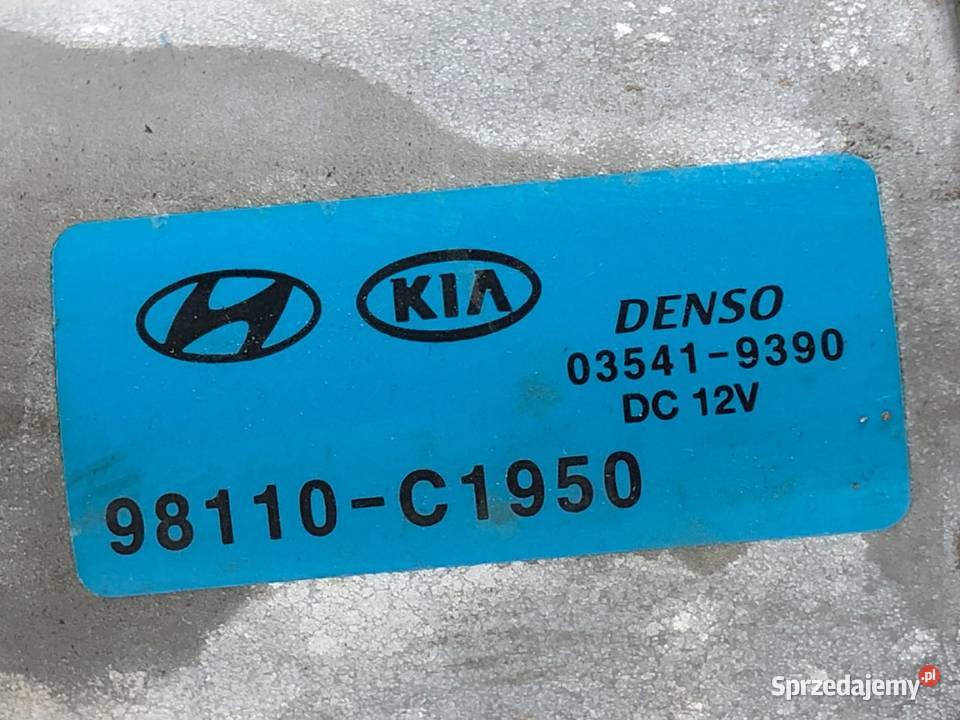 KIA
DENSO
03541-9390
DC 12V
98110-C1950
Sprzedajemy.pl